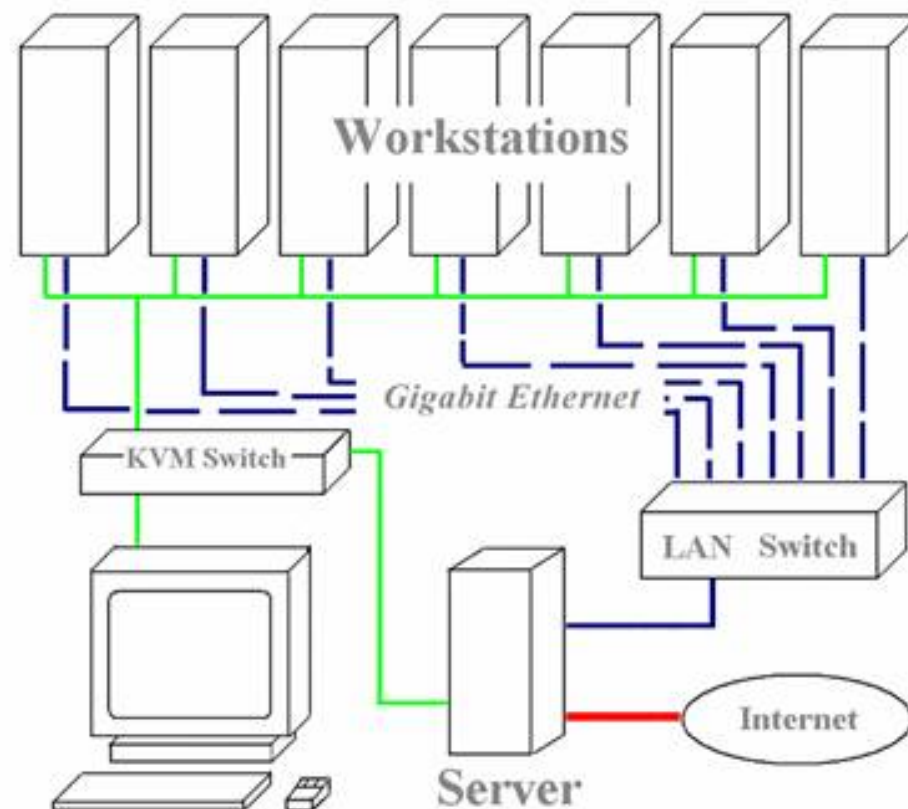 Workstations
Gigabit Ethernet
KVM Switch
LAN Switch
Internet
Server